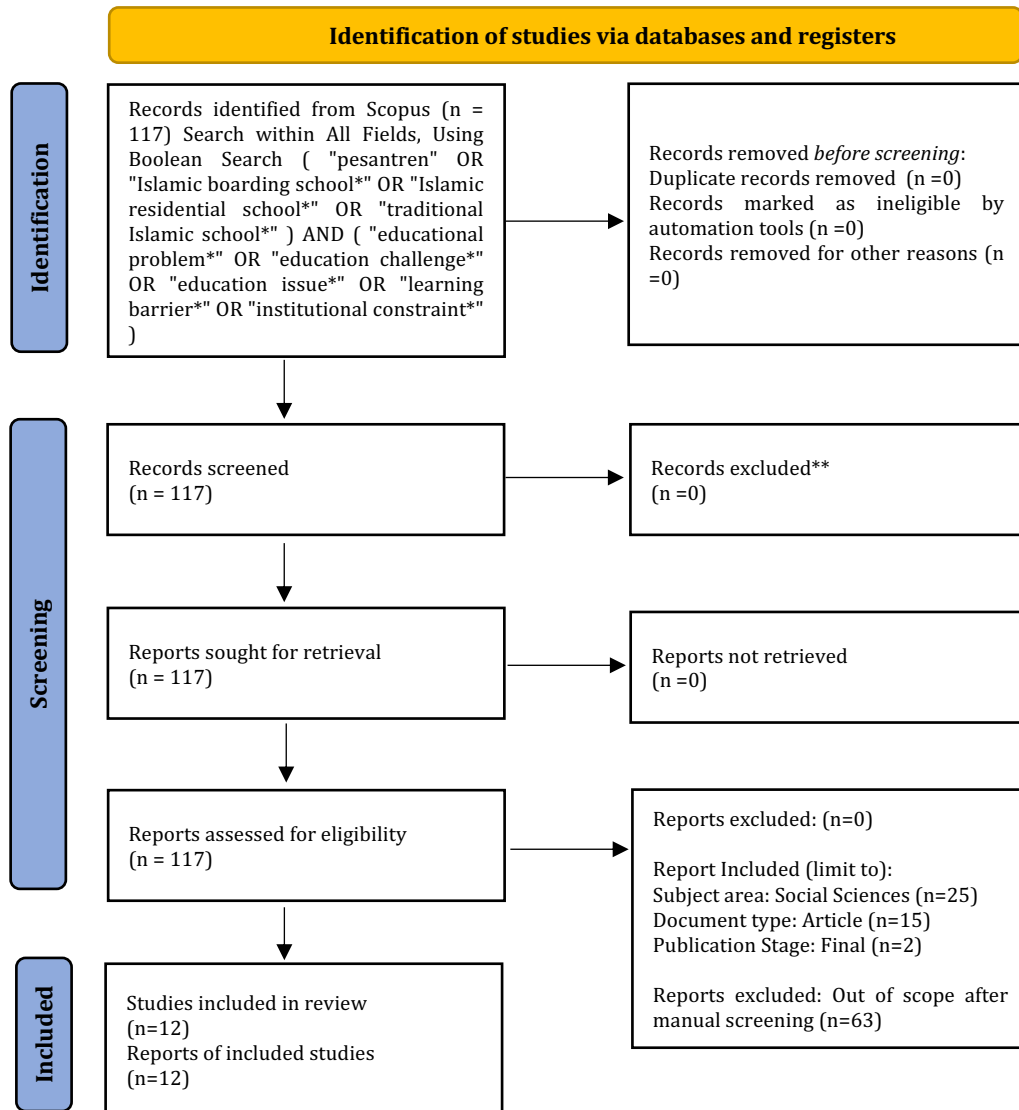 Identification of studies via databases and registers
Identification
Records identified from Scopus (n =
117) Search within All Fields, Using
Boolean Search ( "pesantren" OR
"Islamic boarding school*" OR "Islamic
residential school*" OR "traditional
Islamic school*" ) AND ( "educational
problem*" OR "education challenge*"
OR "education issue*" OR "learning
barrier*" OR "institutional constraint*"
)
Records removed before screening:
Duplicate records removed (n =0)
Records marked as ineligible by
automation tools (n =0)
Records removed for other reasons (n
=0)
Screening
Records screened
(n = 117)
Records excluded**
(n =0)
Reports sought for retrieval
(n = 117)
Reports not retrieved
(n =0)
Reports assessed for eligibility
(n = 117)
Reports excluded: (n=0)
Report Included (limit to):
Subject area: Social Sciences (n=25)
Document type: Article (n=15)
Publication Stage: Final (n=2)
Reports excluded: Out of scope after
manual screening (n=63)
Included
Studies included in review
(n=12)
Reports of included studies
(n=12)